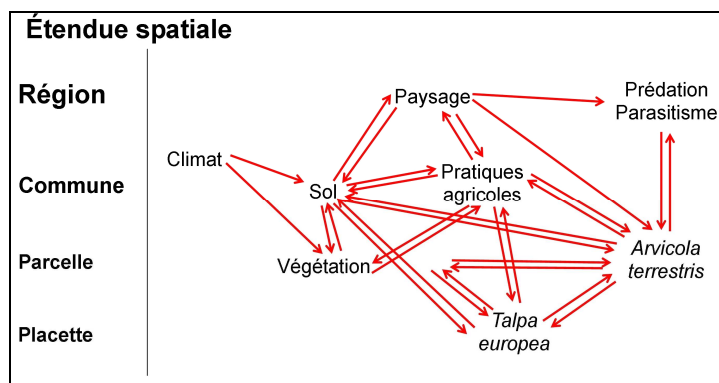 Étendue spatiale
Région
Commune
Parcelle
Placette
Climat
Paysage
Prédation
Parasitisme
Sol
Pratiques
agricoles
Végétation
Arvicola
terrestris
Talpa
europea